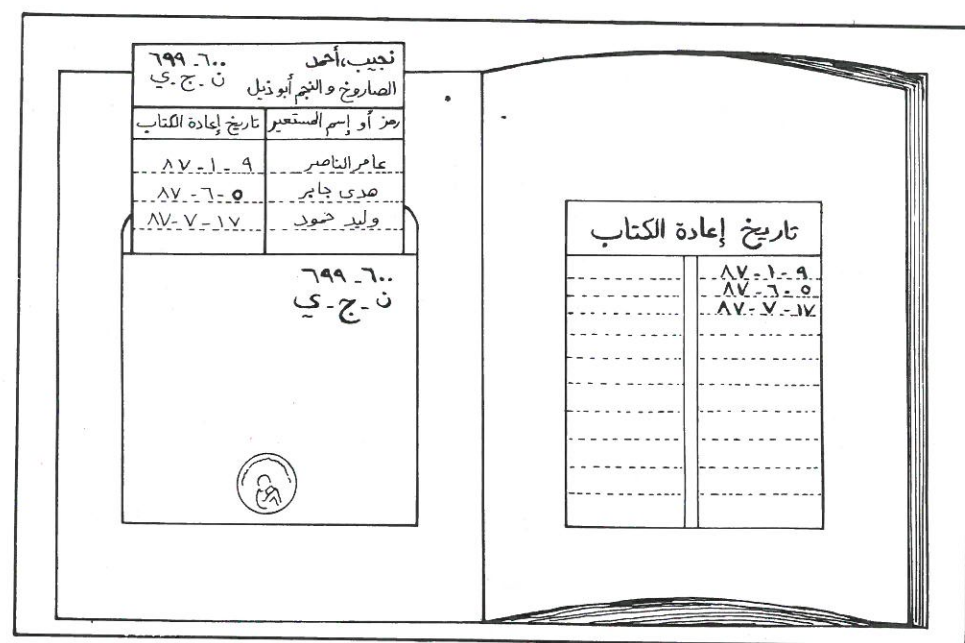 نجيب، أحمد ٦٠٠-٦٩٩
الصاروخ والنجم أبو ذيل ن-ج-ي
رمز أو إسم المستعير تاريخ إعادة الكتاب
عامر الناصر ٩-١-٨٧
هدى جابر ٥-٦-٨٧
وليد حمود ١٧-٧-٨٧
٦٠٠-٦٩٩
ن-ج-ي
تاريخ إعادة الكتاب
٩-١-٨٧
٥-٦-٨٧
١٧-٧-٨٧